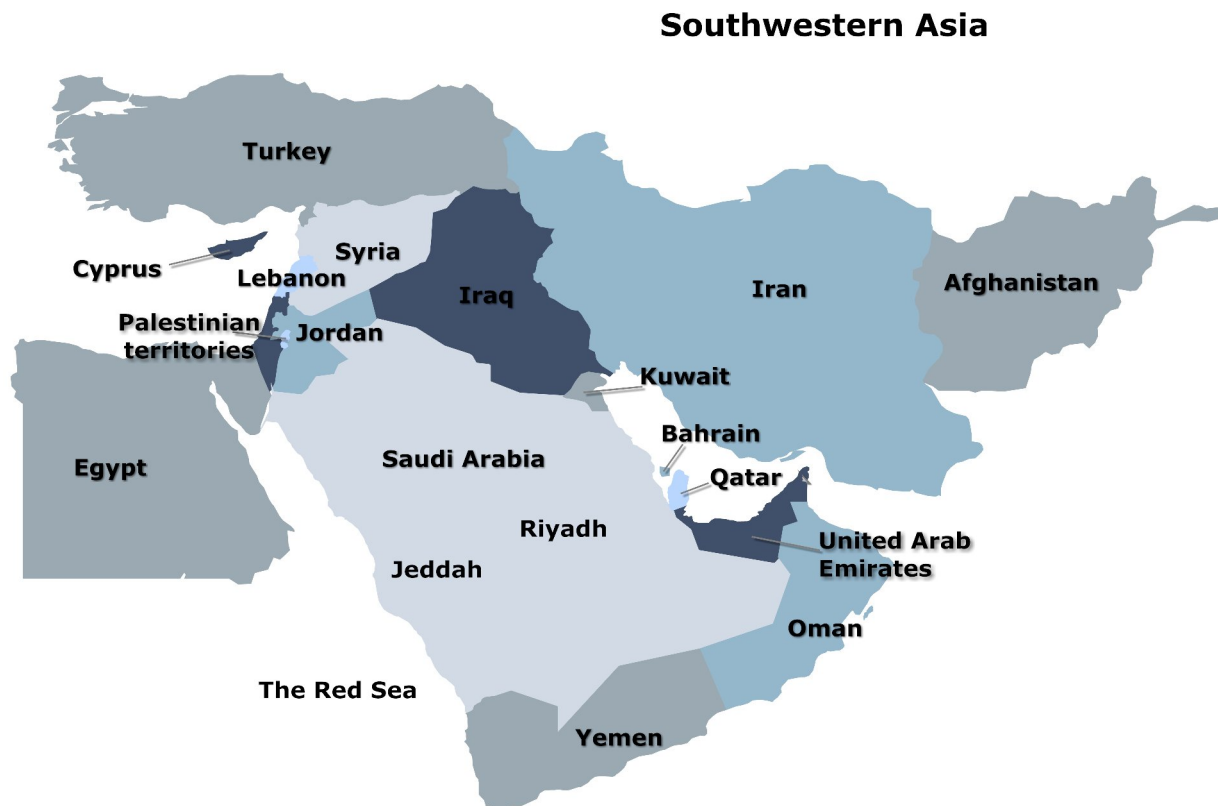 Southwestern Asia
Turkey
Syria
Cyprus
Lebanon
Iraq
Iran
Afghanistan
Palestinian
territories
Jordan
Kuwait
Bahrain
Egypt
Saudi Arabia
Qatar
Riyadh
United Arab
Emirates
Jeddah
Oman
The Red Sea
Yemen